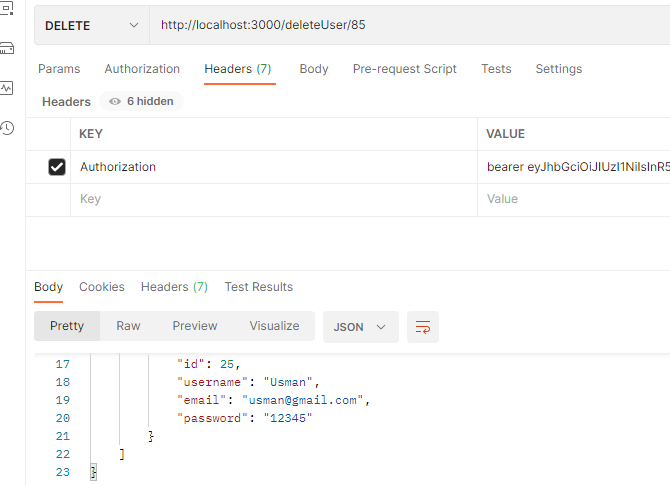 DELETE http://localhost:3000/deleteUser/85
Params Authorization Headers (7) Body Pre-request Script Tests Settings
Headers 6 hidden
KEY VALUE
Authorization bearer eyJhbGciOiJIUzI1NiIsInR5
Key Value
Body Cookies Headers (7) Test Results
Pretty Raw Preview Visualize JSON
17 "id": 25,
18 "username": "Usman",
19 "email": "usman@gmail.com",
20 "password": "12345"
21 }
22 ]
23 }